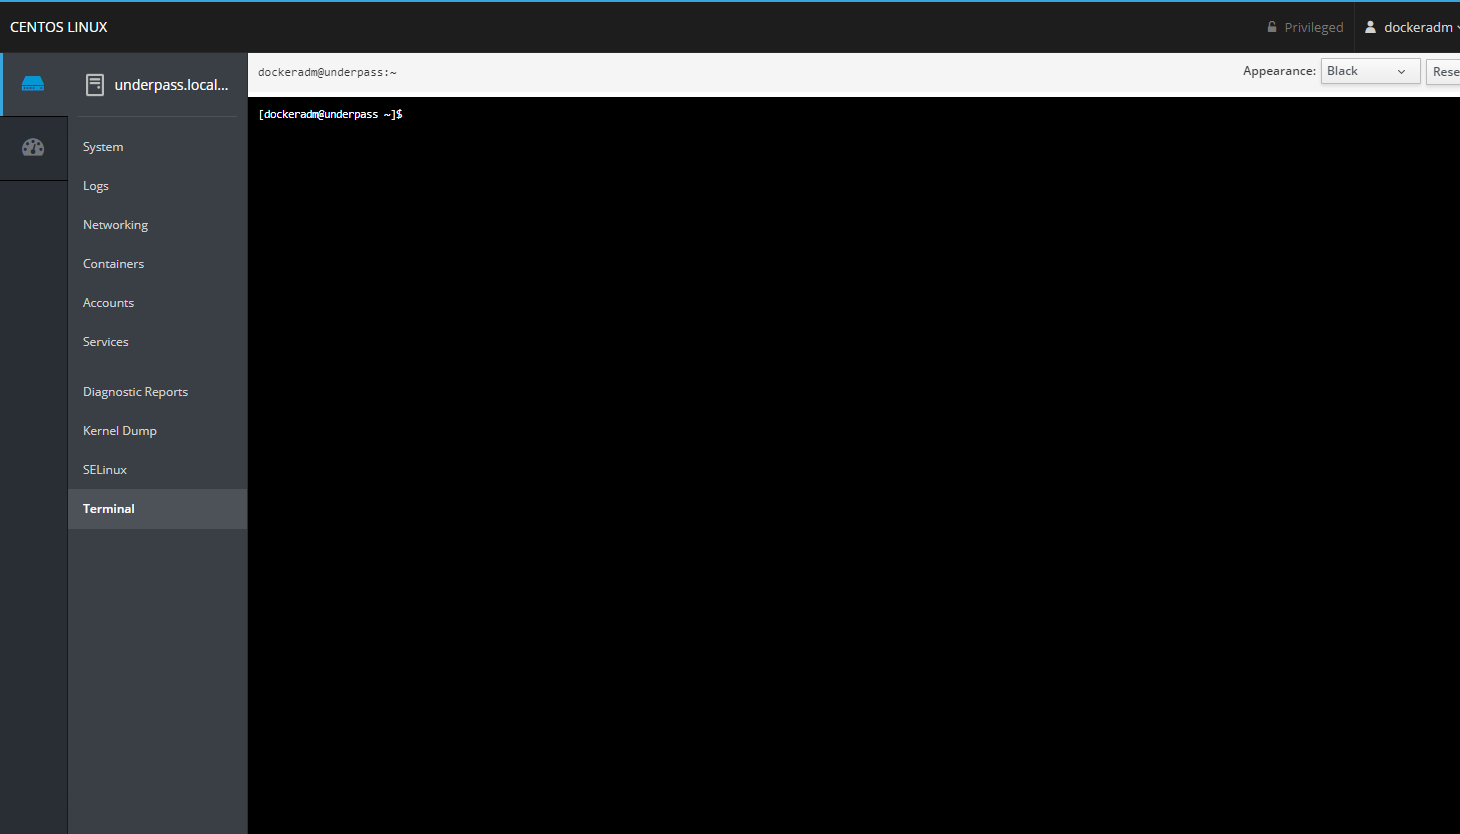 CENTOS LINUX
Privileged
dockeradm
underpass.local...
dockeradm@underpass:~
Appearance: Black
Rese
[dockeradm@underpass ~]$
System
Logs
Networking
Containers
Accounts
Services
Diagnostic Reports
Kernel Dump
SELinux
Terminal